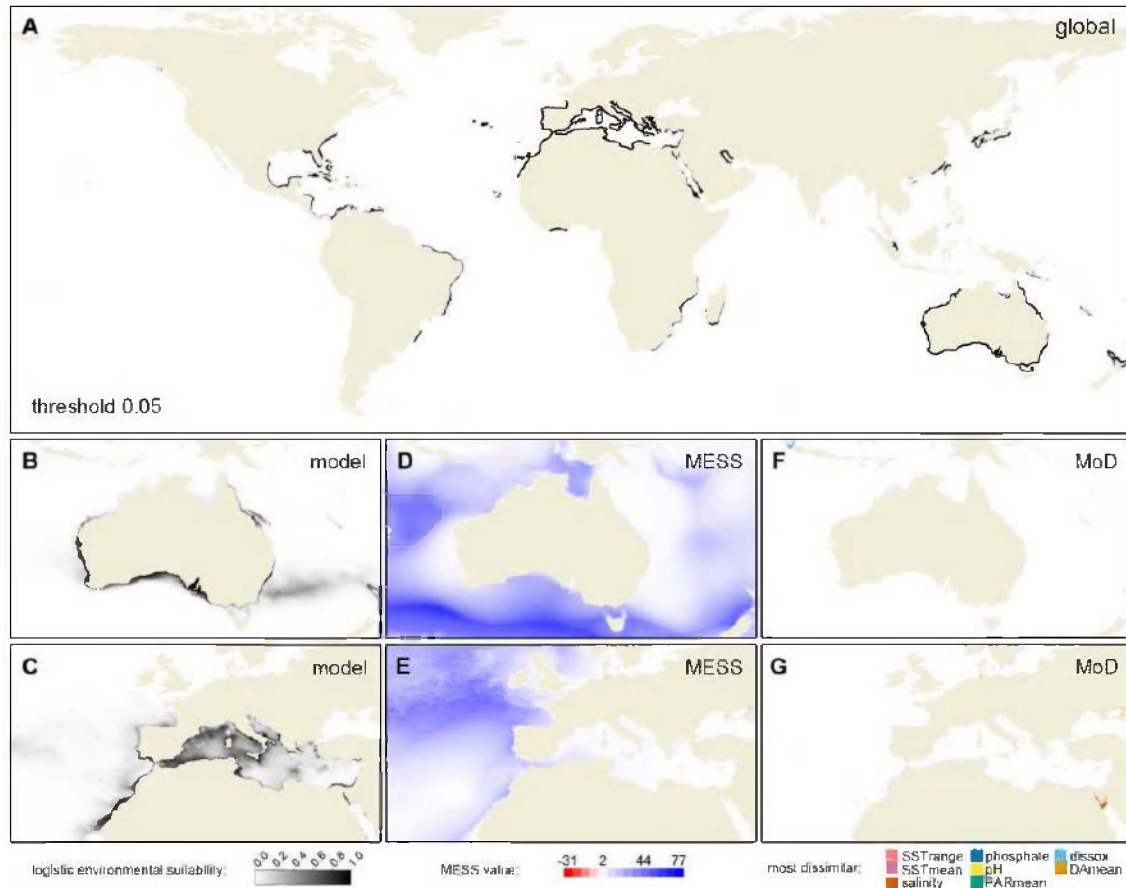 A global
threshold 0.05
B model
D MESS
F MoD
C model
E MESS
G MoD
logistic environmental suitability:
0.0 0.2 0.4 0.6 0.8 1.0
MESS value:
-31 2 44 77
most dissimilar:
SSTrange phosphate dissox
SSTmean pH DAmean
salinity PARmean